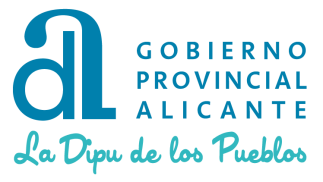 GOBIERNO
PROVINCIAL
ALICANTE
La Dipu de los Pueblos